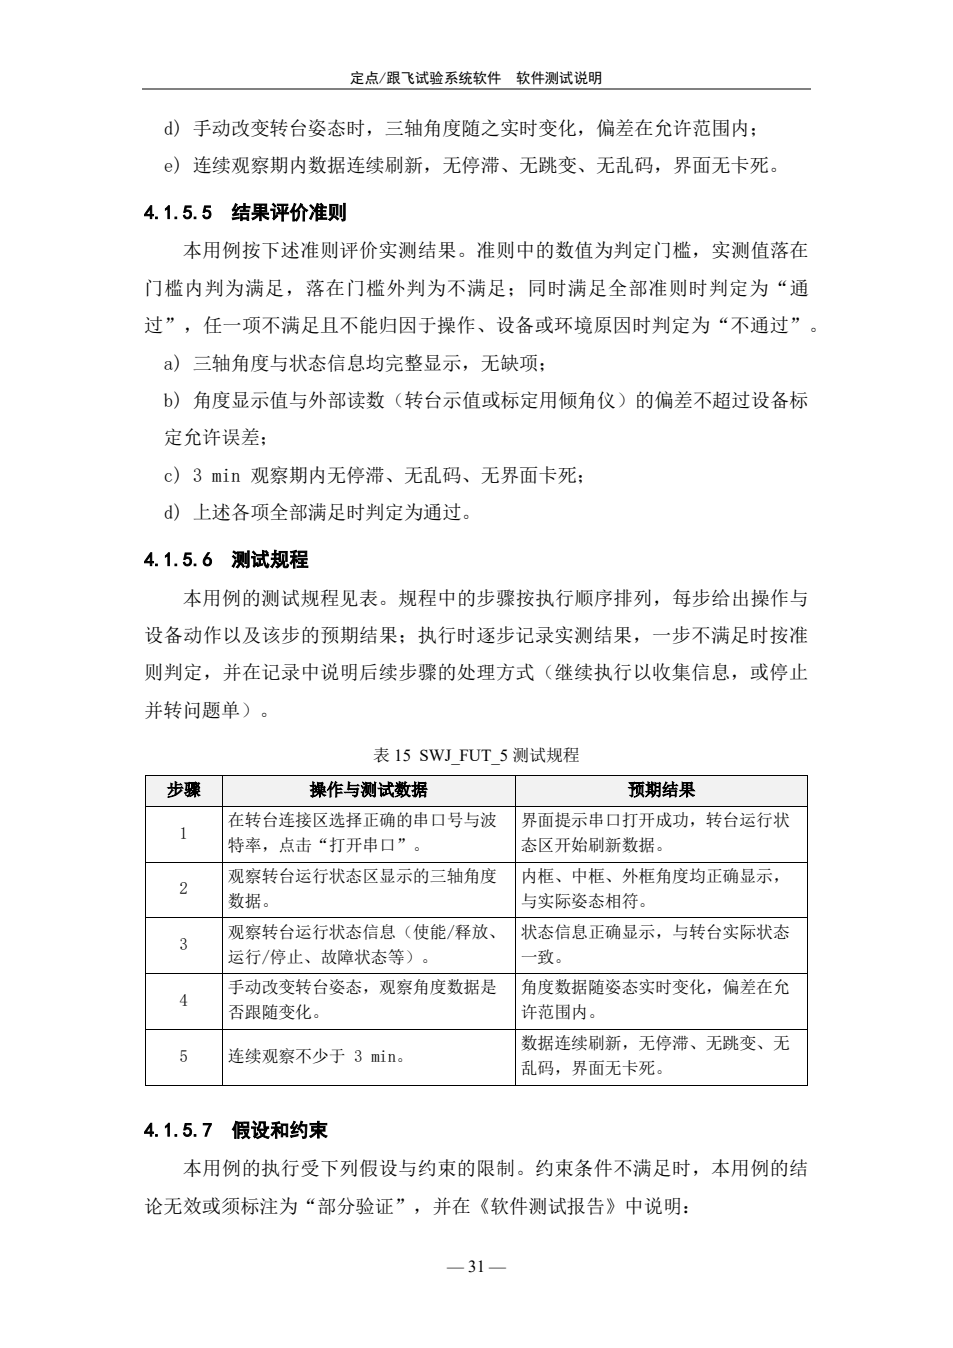 定点/跟飞试验系统软件　软件测试说明
d) 手动改变转台姿态时，三轴角度随之实时变化，偏差在允许范围内；
e) 连续观察期内数据连续刷新，无停滞、无跳变、无乱码，界面无卡死。
4.1.5.5　结果评价准则
本用例按下述准则评价实测结果。准则中的数值为判定门槛，实测值落在
门槛内判为满足，落在门槛外判为不满足；同时满足全部准则时判定为“通
过”，任一项不满足且不能归因于操作、设备或环境原因时判定为“不通过”。
a) 三轴角度与状态信息均完整显示，无缺项；
b) 角度显示值与外部读数（转台示值或标定用倾角仪）的偏差不超过设备标
定允许误差；
c) 3 min 观察期内无停滞、无乱码、无界面卡死；
d) 上述各项全部满足时判定为通过。
4.1.5.6　测试规程
本用例的测试规程见表。规程中的步骤按执行顺序排列，每步给出操作与
设备动作以及该步的预期结果；执行时逐步记录实测结果，一步不满足时按准
则判定，并在记录中说明后续步骤的处理方式（继续执行以收集信息，或停止
并转问题单）。
表 15 SWJ_FUT_5 测试规程
步骤　操作与测试数据　预期结果
1
在转台连接区选择正确的串口号与波
特率，点击“打开串口”。
界面提示串口打开成功，转台运行状
态区开始刷新数据。
2
观察转台运行状态区显示的三轴角度
数据。
内框、中框、外框角度均正确显示，
与实际姿态相符。
3
观察转台运行状态信息（使能/释放、
运行/停止、故障状态等）。
状态信息正确显示，与转台实际状态
一致。
4
手动改变转台姿态，观察角度数据是
否跟随变化。
角度数据随姿态实时变化，偏差在允
许范围内。
5
连续观察不少于 3 min。
数据连续刷新，无停滞、无跳变、无
乱码，界面无卡死。
4.1.5.7　假设和约束
本用例的执行受下列假设与约束的限制。约束条件不满足时，本用例的结
论无效或须标注为“部分验证”，并在《软件测试报告》中说明：
— 31 —